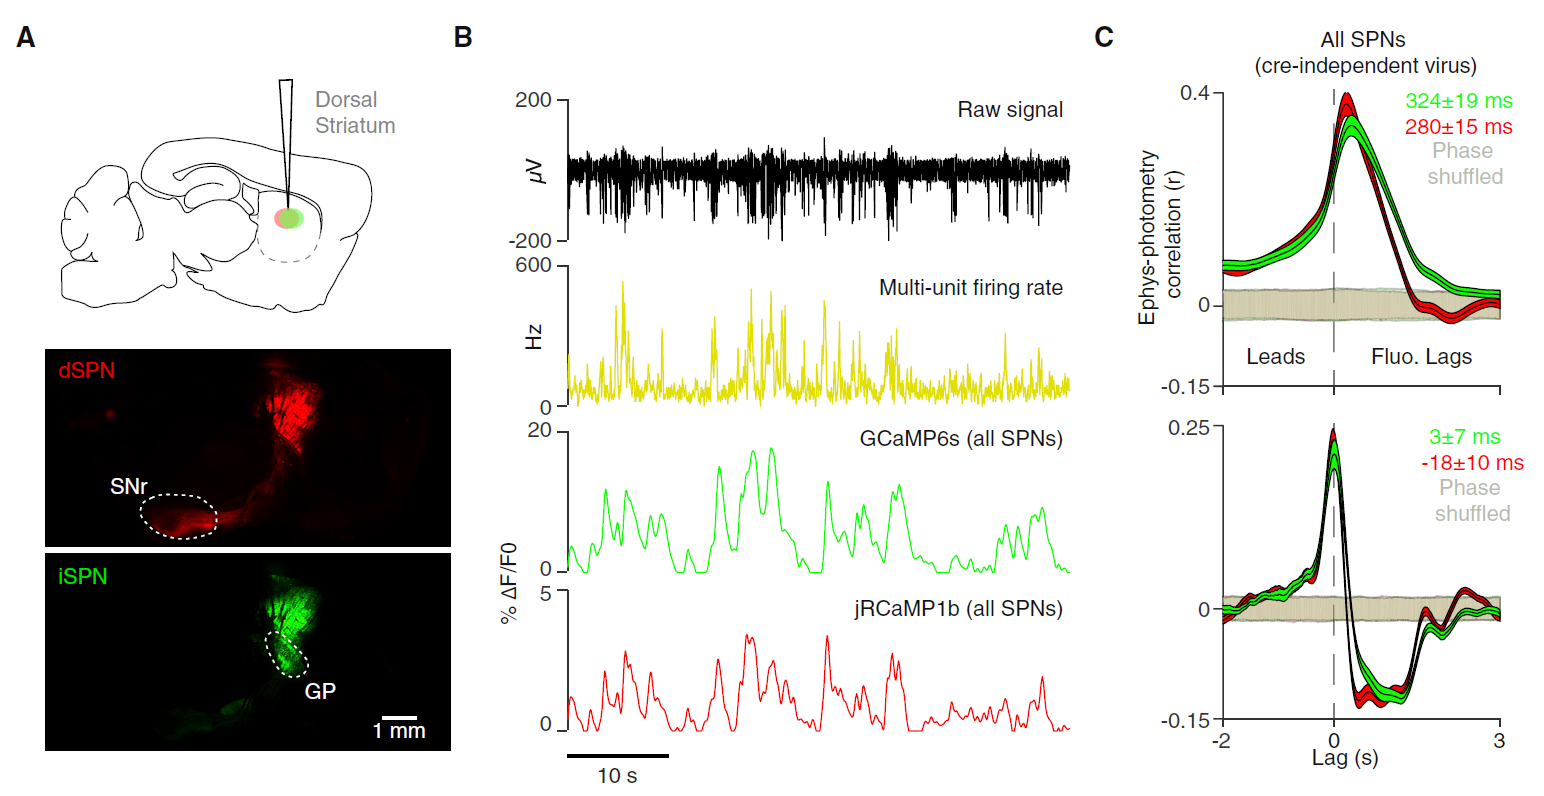 A
Dorsal
Striatum
dSPN
SNr
iSPN
GP
1 mm
B
200
μV
-200
Raw signal
600
Hz
0
Multi-unit firing rate
20
0
GCaMP6s (all SPNs)
% ΔF/F0
5
0
jRCaMP1b (all SPNs)
10 s
C
All SPNs
(cre-independent virus)
0.4
324±19 ms
280±15 ms
Phase
shuffled
Ephys-photometry
correlation (r)
0
Leads
Fluo. Lags
-0.15
0.25
3±7 ms
-18±10 ms
Phase
shuffled
0
-0.15
-2
0
3
Lag (s)